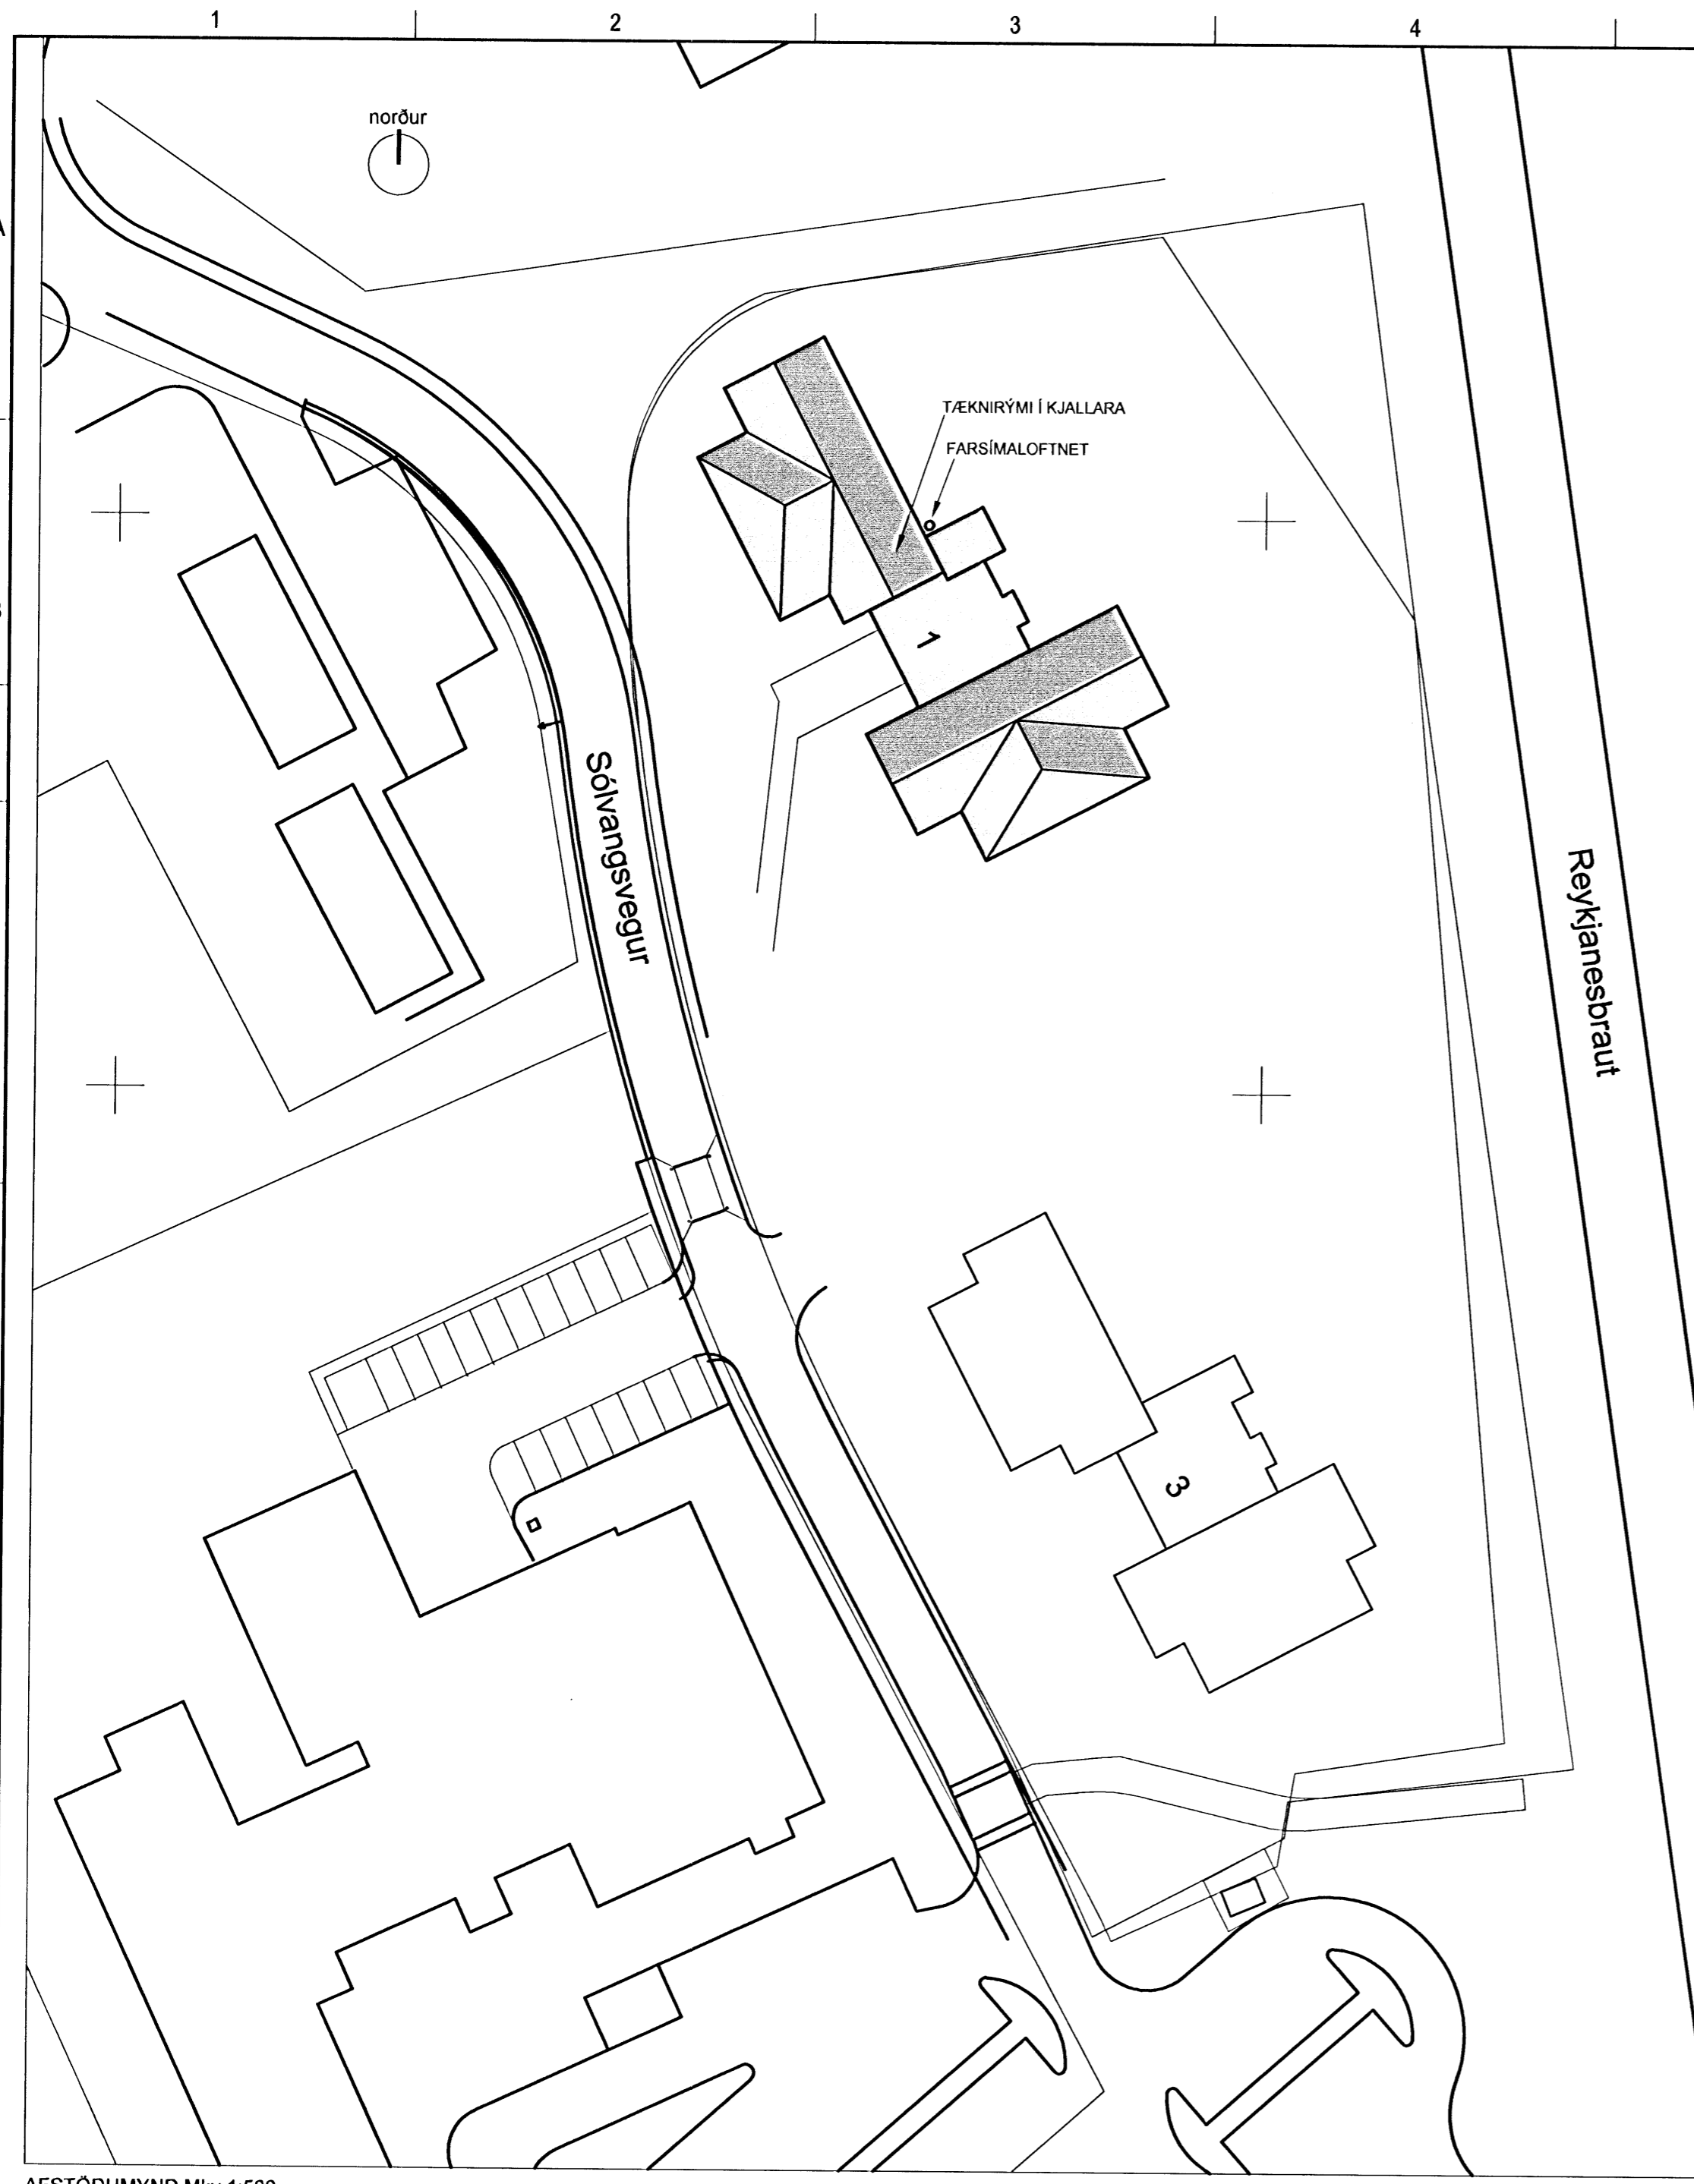 1 2 3 4
norður
A
TÆKNIRÝMI Í KJALLARA
FARSÍMALOFTNET
1
Sólvangsvegur
Reykjanesbraut
3